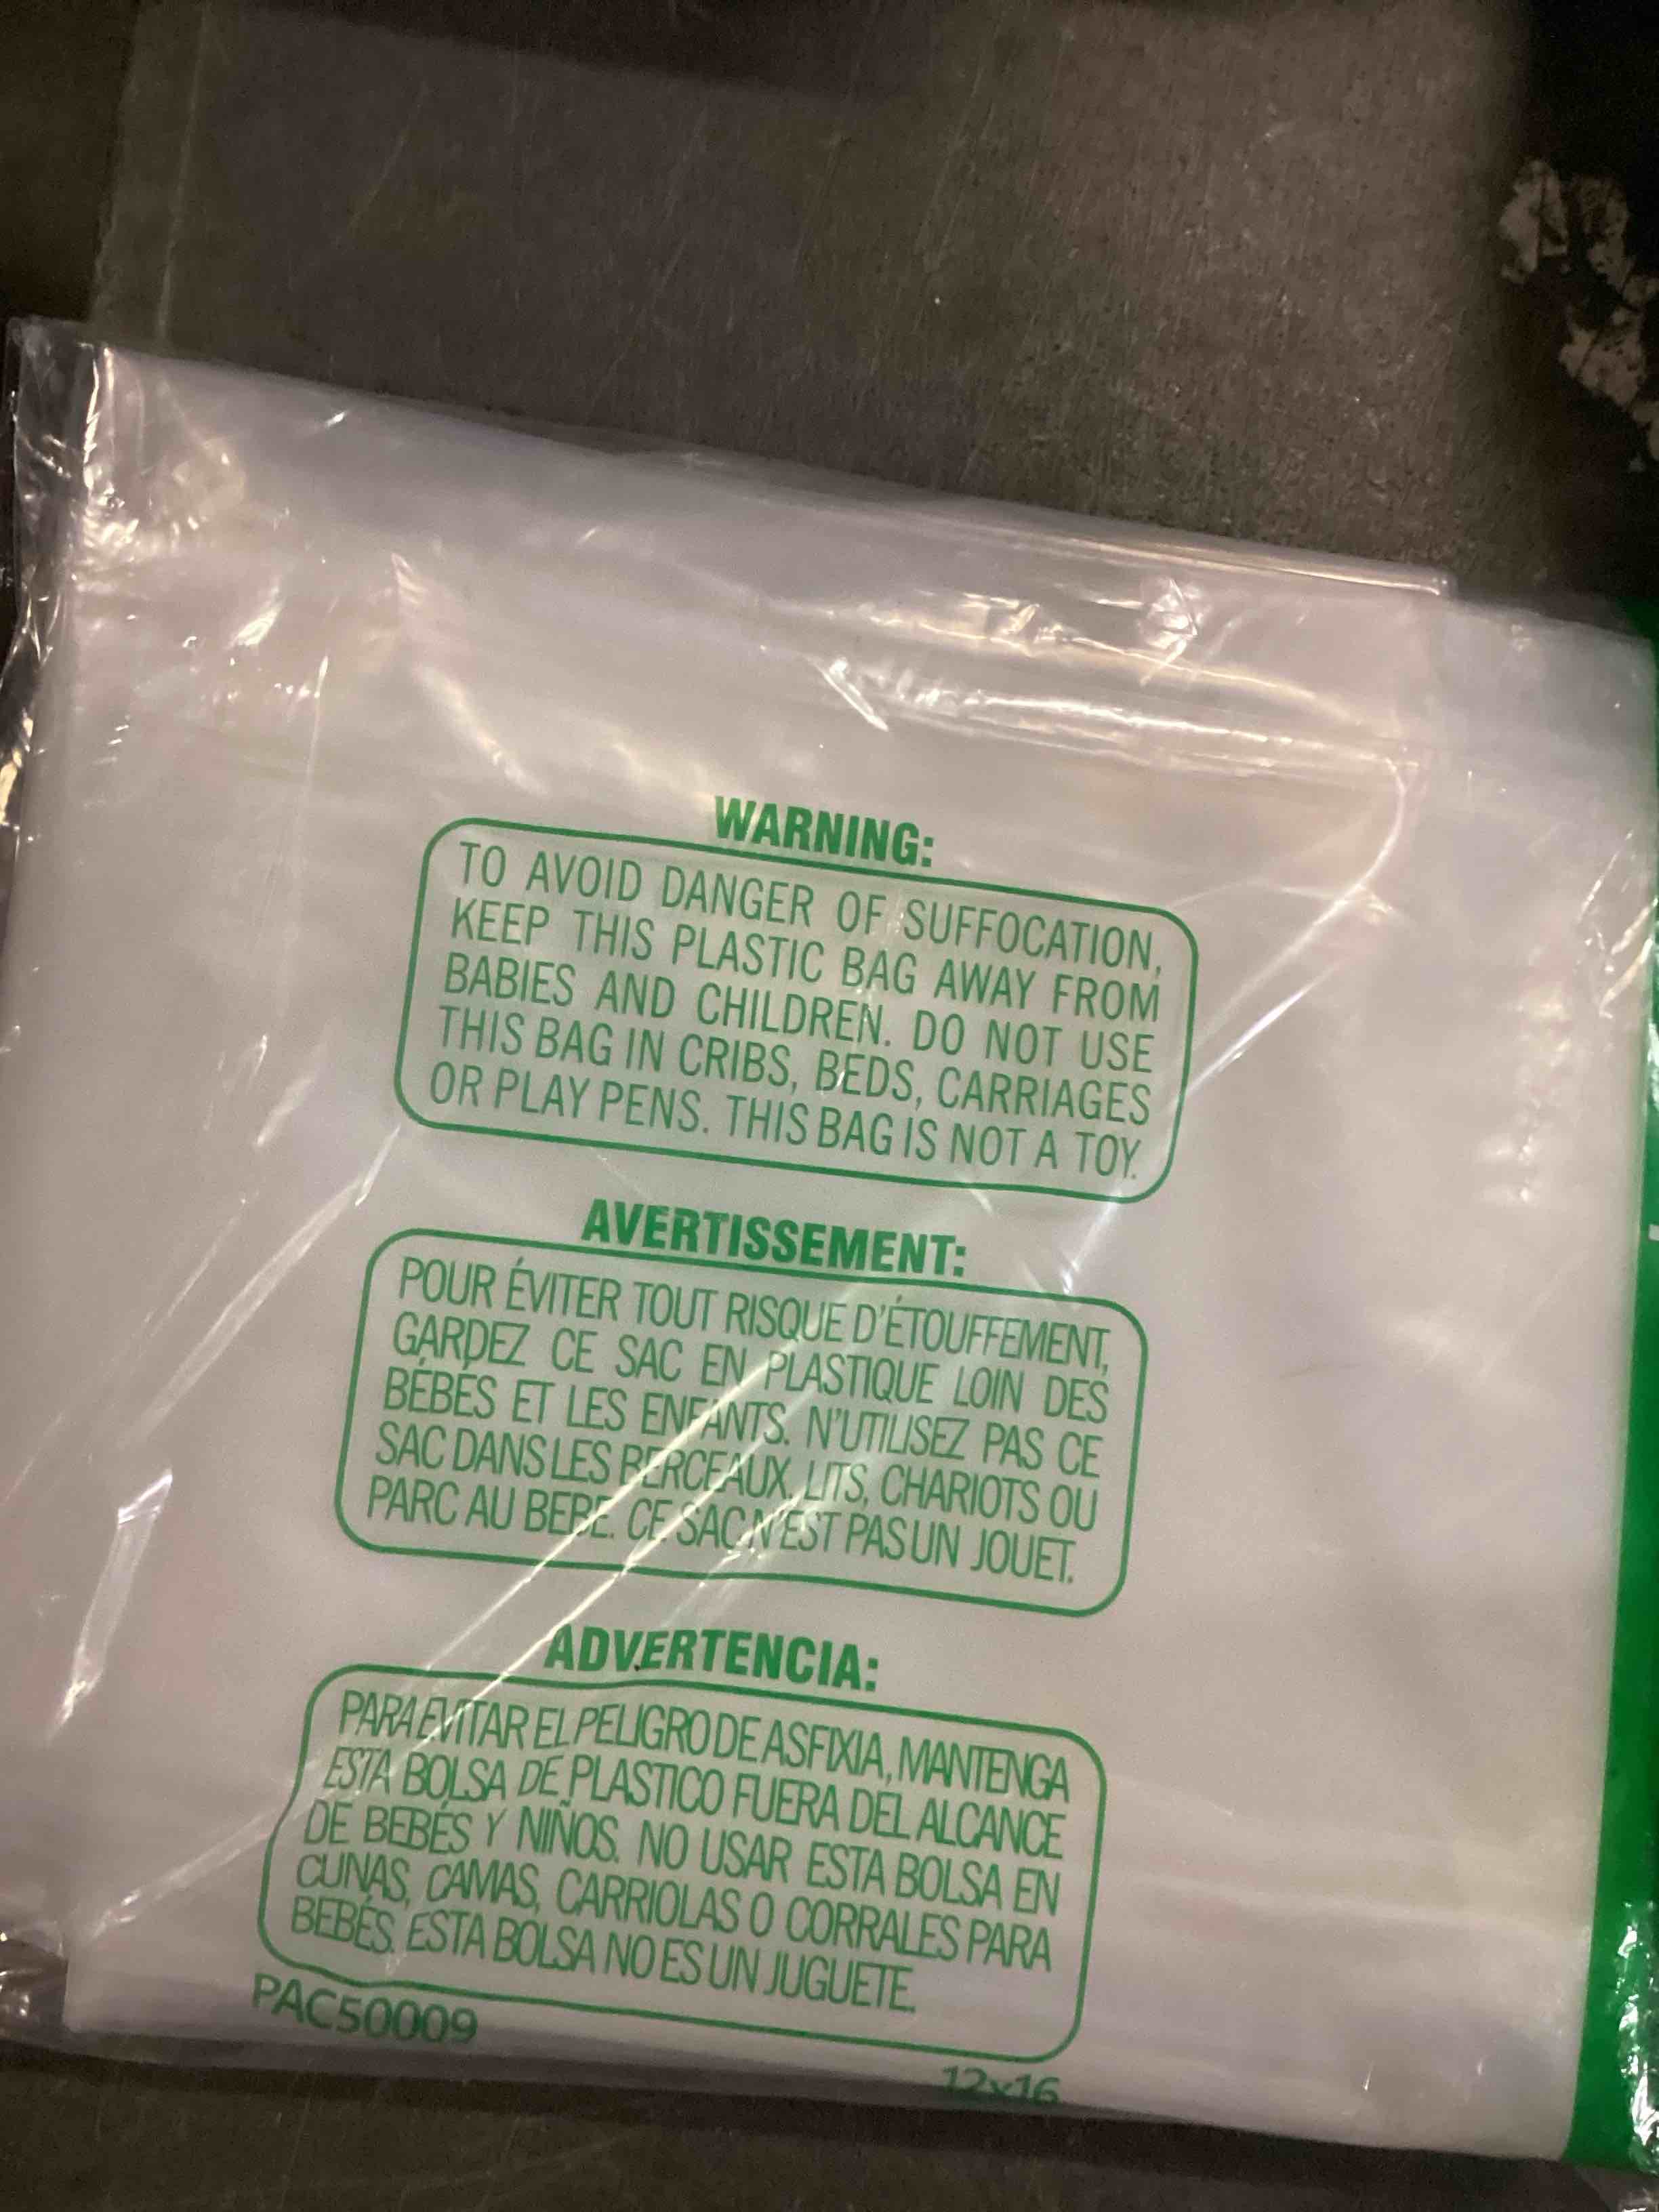 WARNING:
TO AVOID DANGER OF SUFFOCATION,
KEEP THIS PLASTIC BAG AWAY FROM
BABIES AND CHILDREN. DO NOT USE
THIS BAG IN CRIBS, BEDS, CARRIAGES
OR PLAY PENS. THIS BAG IS NOT A TOY.
AVERTISSEMENT:
POUR ÉVITER TOUT RISQUE D'ÉTOUFFEMENT,
GARDEZ CE SAC EN PLASTIQUE LOIN DES
BÉBÉS ET LES ENFANTS. N'UTILISEZ PAS CE
SAC DANS LES BERCEAUX, LITS, CHARIOTS OU
PARC AU BEBE. CE SAC N'EST PAS UN JOUET.
ADVERTENCIA:
PARA EVITAR EL PELIGRO DE ASFIXIA, MANTENGA
ESTA BOLSA DE PLASTICO FUERA DEL ALCANCE
DE BEBÉS Y NIÑOS. NO USAR ESTA BOLSA EN
CUNAS, CAMAS, CARRIOLAS O CORRALES PARA
BEBÉS. ESTA BOLSA NO ES UN JUGUETE.
PAC50009
12x16